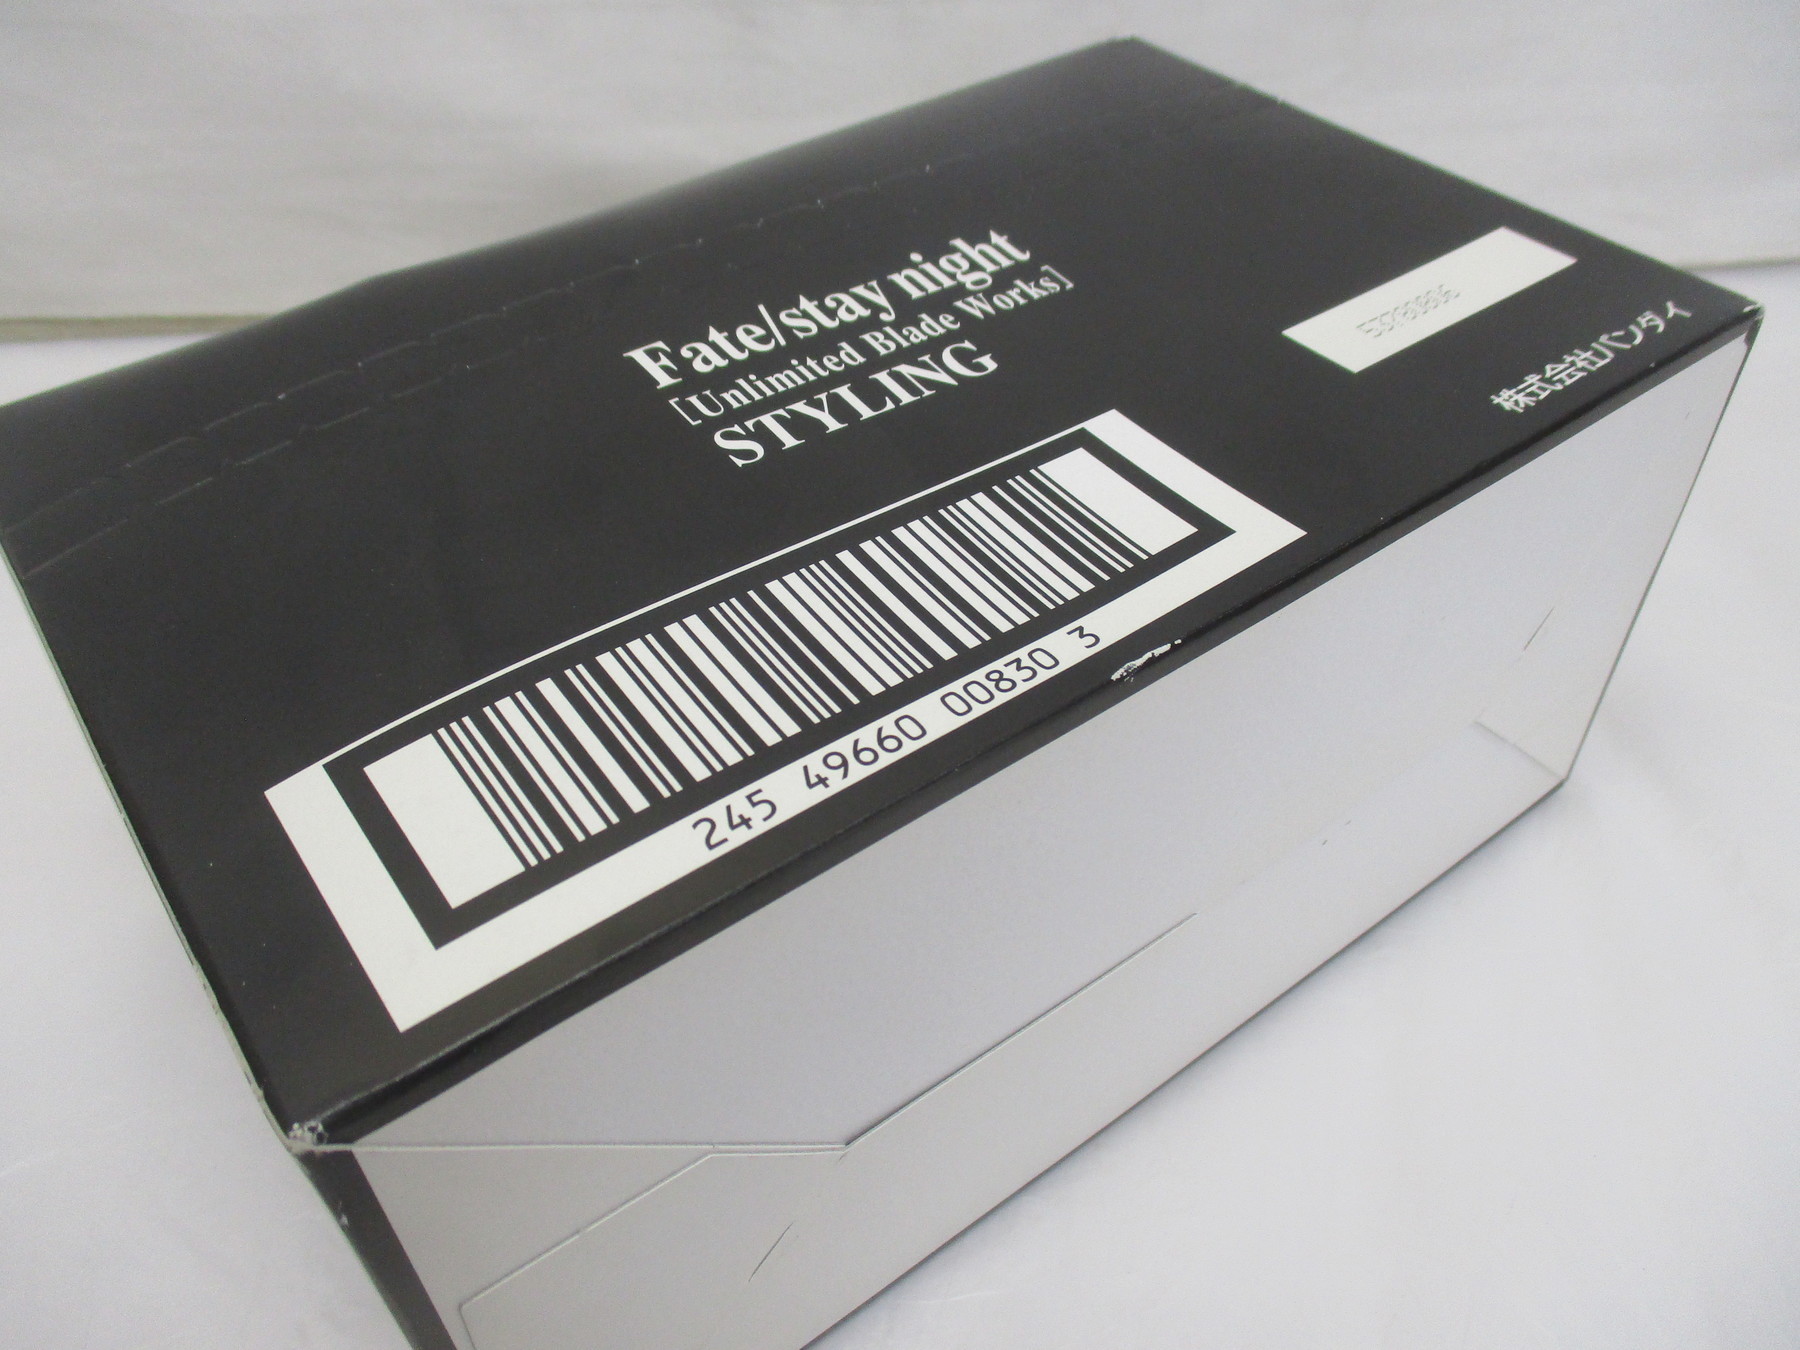 Fate/stay night
[Unlimited Blade Works]
STYLING
245 49660 00830 3
株式会社バンダイ